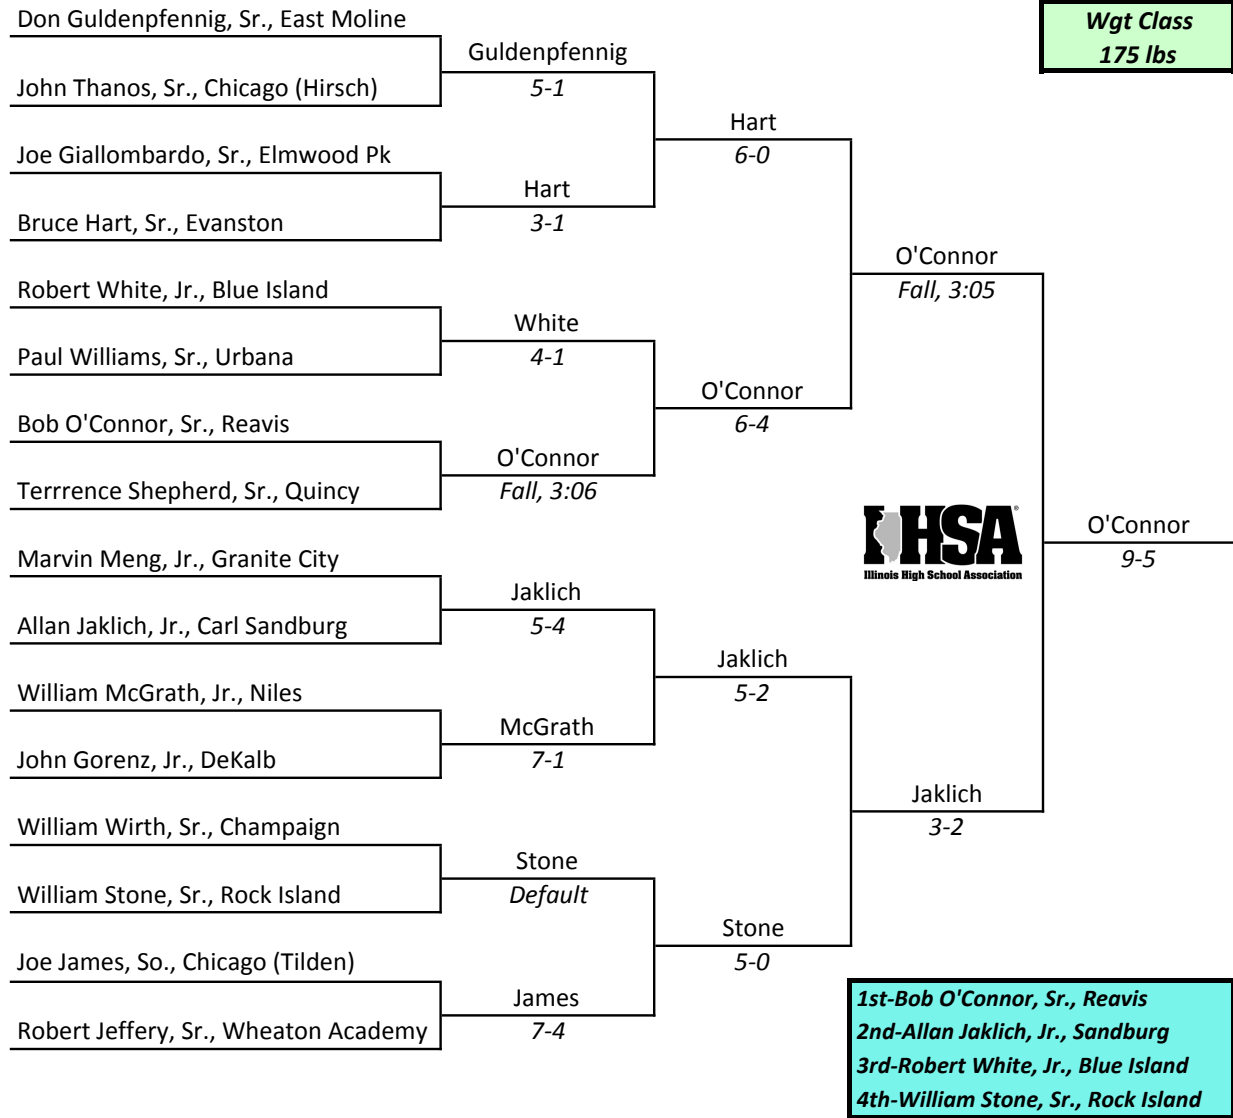 Don Guldenpfennig, Sr., East Moline
Wgt Class
175 lbs
Guldenpfennig
5-1
John Thanos, Sr., Chicago (Hirsch)
Hart
6-0
Joe Giallombardo, Sr., Elmwood Pk
Hart
3-1
Bruce Hart, Sr., Evanston
O'Connor
Fall, 3:05
Robert White, Jr., Blue Island
White
4-1
Paul Williams, Sr., Urbana
O'Connor
6-4
Bob O'Connor, Sr., Reavis
O'Connor
Fall, 3:06
Terrrence Shepherd, Sr., Quincy
IHSA
®
Illinois High School Association
O'Connor
9-5
Marvin Meng, Jr., Granite City
Jaklich
5-4
Allan Jaklich, Jr., Carl Sandburg
Jaklich
5-2
William McGrath, Jr., Niles
McGrath
7-1
John Gorenz, Jr., DeKalb
Jaklich
3-2
William Wirth, Sr., Champaign
Stone
Default
William Stone, Sr., Rock Island
Stone
5-0
Joe James, So., Chicago (Tilden)
James
7-4
Robert Jeffery, Sr., Wheaton Academy
1st-Bob O'Connor, Sr., Reavis
2nd-Allan Jaklich, Jr., Sandburg
3rd-Robert White, Jr., Blue Island
4th-William Stone, Sr., Rock Island